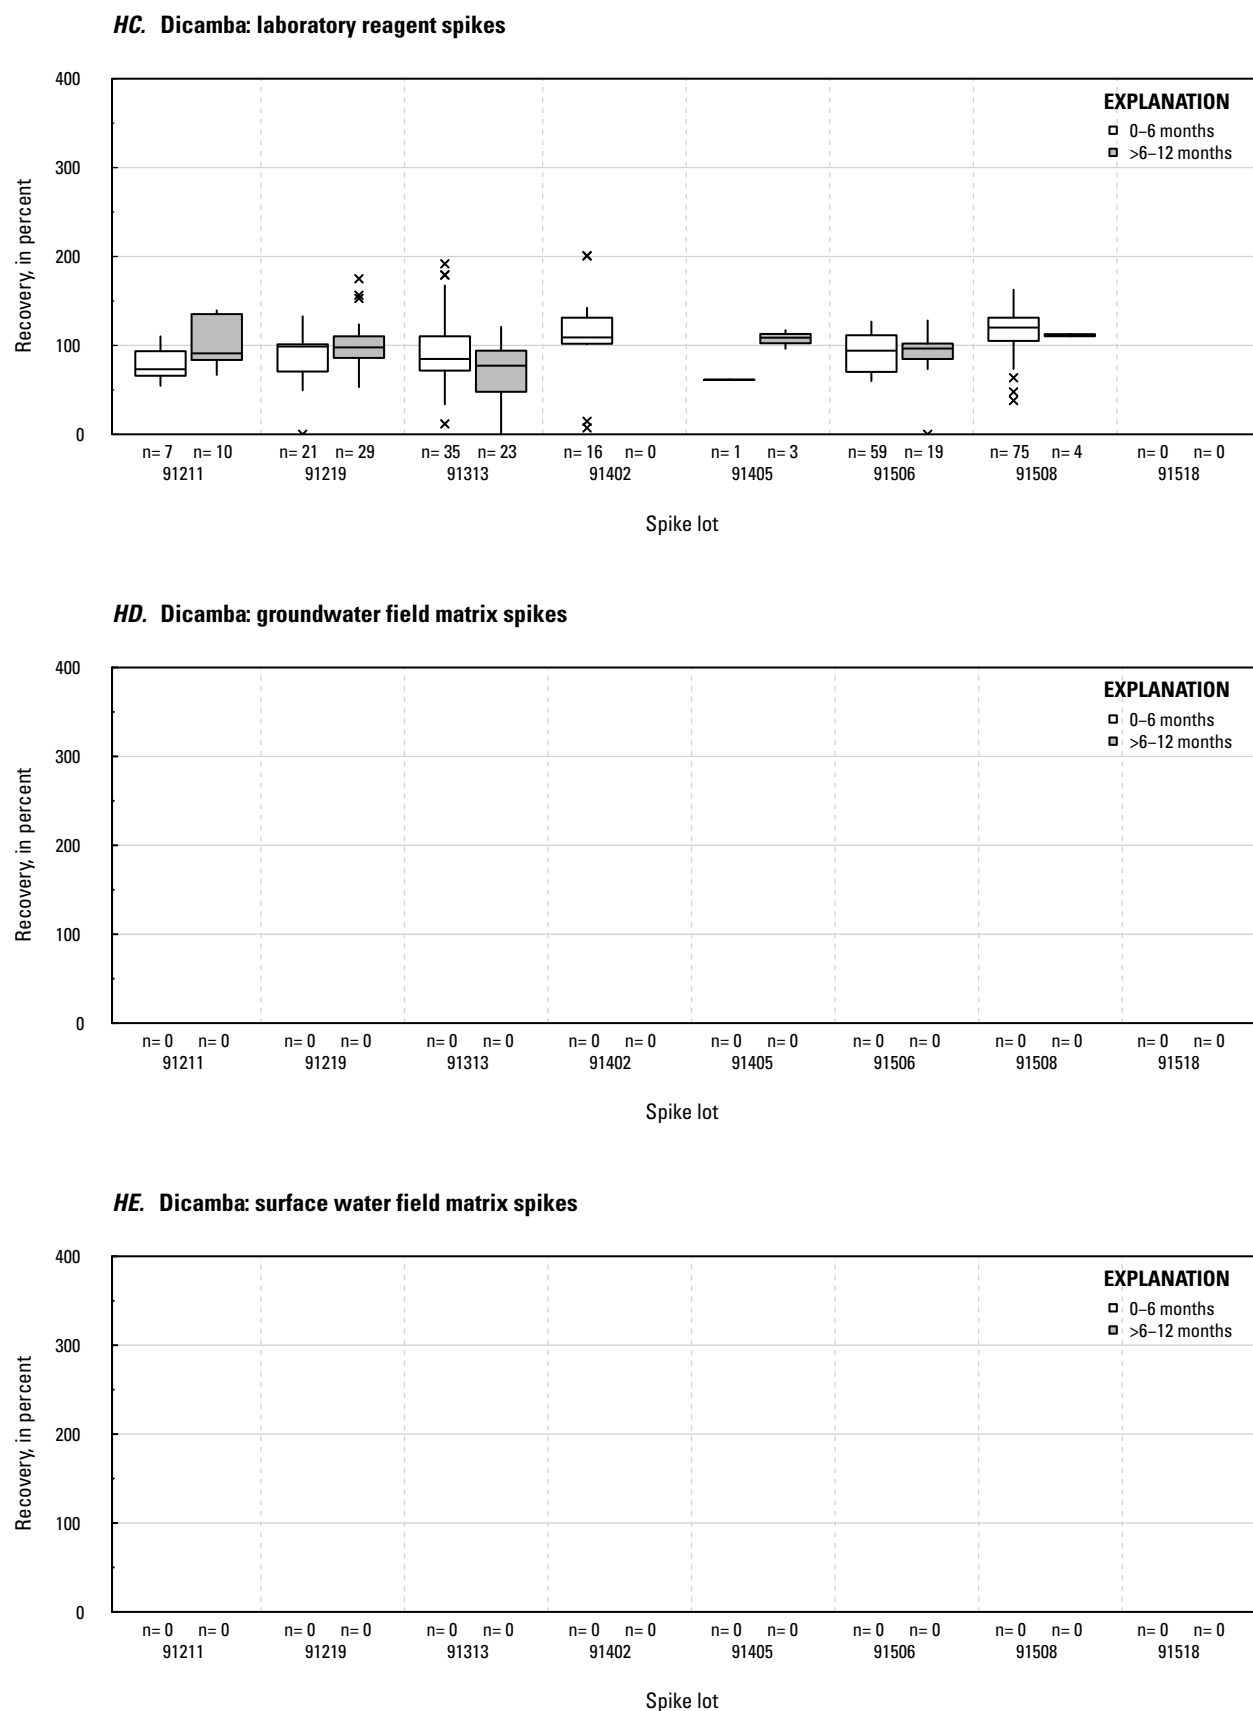 HC. Dicamba: laboratory reagent spikes
400
EXPLANATION
0–6 months
>6–12 months
300
200
100
0
Recovery, in percent
n= 7 n= 10 n= 21 n= 29 n= 35 n= 23 n= 16 n= 0 n= 1 n= 3 n= 59 n= 19 n= 75 n= 4 n= 0 n= 0
91211 91219 91313 91402 91405 91506 91508 91518
Spike lot
HD. Dicamba: groundwater field matrix spikes
400
EXPLANATION
0–6 months
>6–12 months
300
200
100
0
Recovery, in percent
n= 0 n= 0 n= 0 n= 0 n= 0 n= 0 n= 0 n= 0 n= 0 n= 0 n= 0 n= 0 n= 0 n= 0 n= 0 n= 0
91211 91219 91313 91402 91405 91506 91508 91518
Spike lot
HE. Dicamba: surface water field matrix spikes
400
EXPLANATION
0–6 months
>6–12 months
300
200
100
0
Recovery, in percent
n= 0 n= 0 n= 0 n= 0 n= 0 n= 0 n= 0 n= 0 n= 0 n= 0 n= 0 n= 0 n= 0 n= 0 n= 0 n= 0
91211 91219 91313 91402 91405 91506 91508 91518
Spike lot